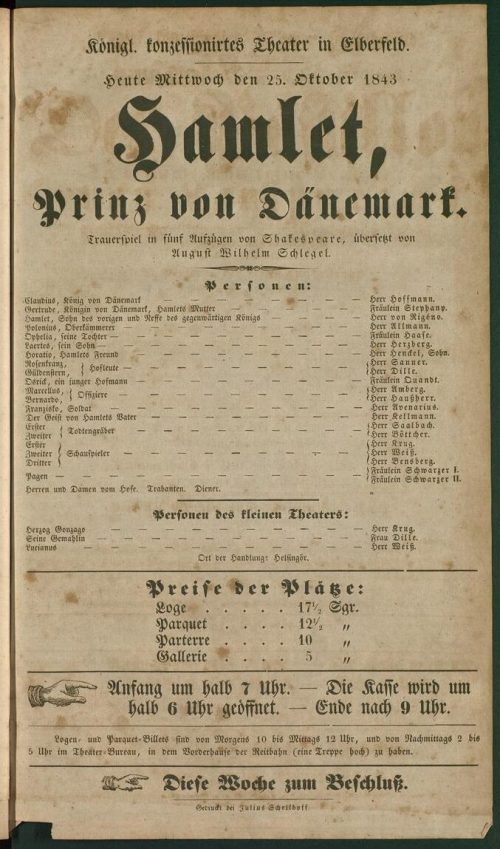 Königl. konzessionirtes Theater in Elberfeld.
Heute Mittwoch den 25. Oktober 1843
Hamlet,
Prinz von Dänemark.
Trauerspiel in fünf Aufzügen von Shakespeare, übersetzt von
August Wilhelm Schlegel.
Personen:
Claudius, König von Dänemark — — — Herr Hoffmann.
Gertrude, Königin von Dänemark, Hamlets Mutter — — — Fräulein Stephany.
Hamlet, Sohn des vorigen und Neffe des gegenwärtigen Königs — — — Herr von Rigéno.
Polonius, Oberkämmerer — — — Herr Allmann.
Ophelia, seine Tochter — — — Fräulein Haase.
Laertes, sein Sohn — — — Herr Herzberg.
Horatio, Hamlets Freund — — — Herr Henckel, Sohn.
Rosenkranz, } Hofleute — — — { Herr Sanner.
Güldenstern, Herr Dille.
Osrick, ein junger Hofmann — — — Fräulein Quandt.
Marcellus, } Offiziere — — — { Herr Amberg.
Bernardo, Herr Haußherr.
Franzisko, Soldat — — — Herr Avenarius.
Der Geist von Hamlets Vater — — — Herr Kellmann.
Erster } Todtengräber — — — { Herr Saalbach.
Zweiter Herr Böttcher.
Erster Herr Krug.
Zweiter } Schauspieler — — — { Herr Weiß.
Dritter Herr Bensberg.
Pagen — — — { Fräulein Schwarzer I.
Fräulein Schwarzer II.
Herren und Damen vom Hofe. Trabanten. Diener.
Personen des kleinen Theaters:
Herzog Gonzago — — — Herr Krug.
Seine Gemahlin — — — Frau Dille.
Lucianus — — — Herr Weiß.
Ort der Handlung: Helsingör.
Preise der Plätze:
Loge . . . . . 17½ Sgr.
Parquet . . . . 12½ „
Parterre . . . . 10 „
Gallerie . . . . 5 „
Anfang um halb 7 Uhr. — Die Kasse wird um
halb 6 Uhr geöffnet. — Ende nach 9 Uhr.
Logen- und Parquet-Billets sind von Morgens 10 bis Mittags 12 Uhr, und von Nachmittags 2 bis
5 Uhr im Theater-Bureau, in dem Vorderhause der Reitbahn (eine Treppe hoch) zu haben.
Diese Woche zum Beschluß.
Gedruckt bei Julius Schellhoff.